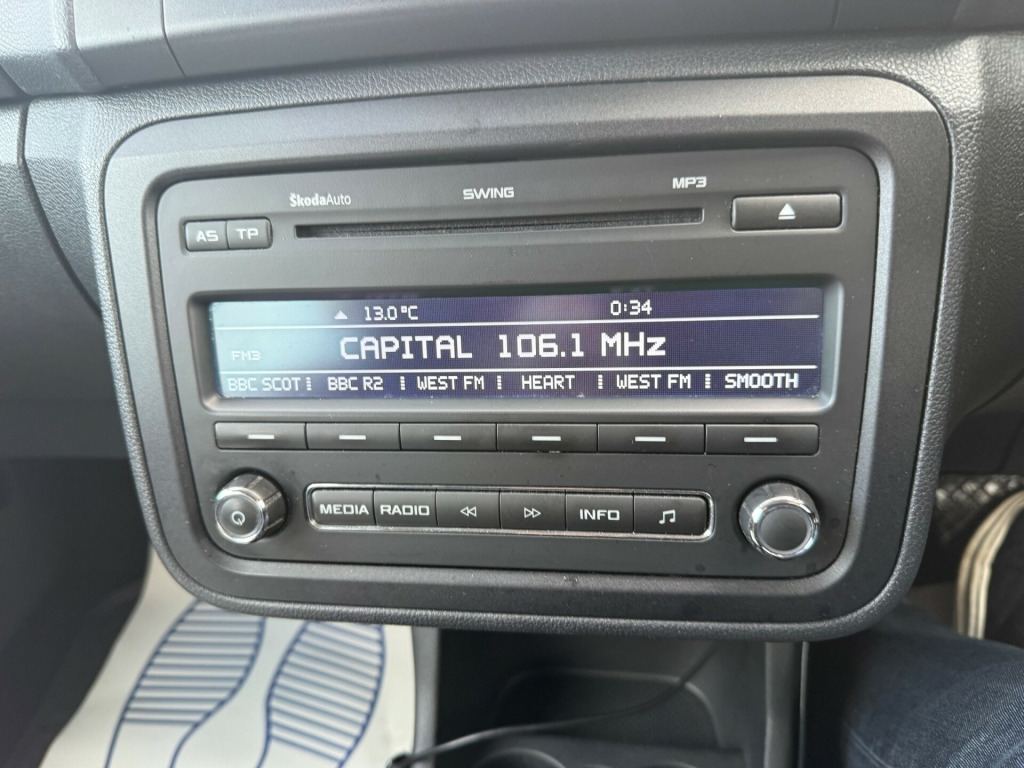 ŠkodaAuto SWING MP3
AS TP
13.0°C 0:34
FM3 CAPITAL 106.1 MHz
BBC SCOT BBC R2 WEST FM HEART WEST FM SMOOTH
MEDIA RADIO INFO